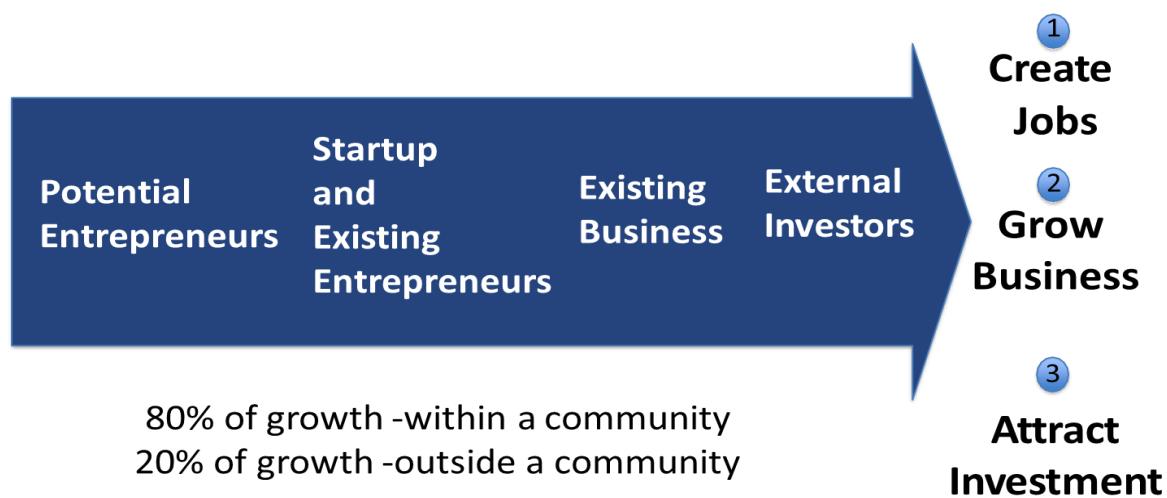 Potential
Entrepreneurs
Startup
and
Existing
Entrepreneurs
Existing
Business
External
Investors
1
Create
Jobs
2
Grow
Business
3
Attract
Investment
80% of growth -within a community
20% of growth -outside a community